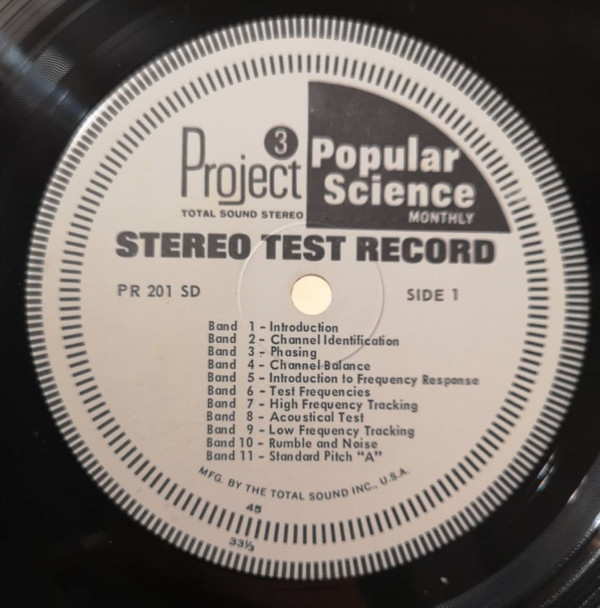 3
Project
TOTAL SOUND STEREO
Popular
Science
MONTHLY
STEREO TEST RECORD
PR 201 SD
SIDE 1
Band 1 - Introduction
Band 2 - Channel Identification
Band 3 - Phasing
Band 4 - Channel Balance
Band 5 - Introduction to Frequency Response
Band 6 - Test Frequencies
Band 7 - High Frequency Tracking
Band 8 - Acoustical Test
Band 9 - Low Frequency Tracking
Band 10 - Rumble and Noise
Band 11 - Standard Pitch "A"
MFG. BY THE TOTAL SOUND INC., U.S.A.
45
33⅓